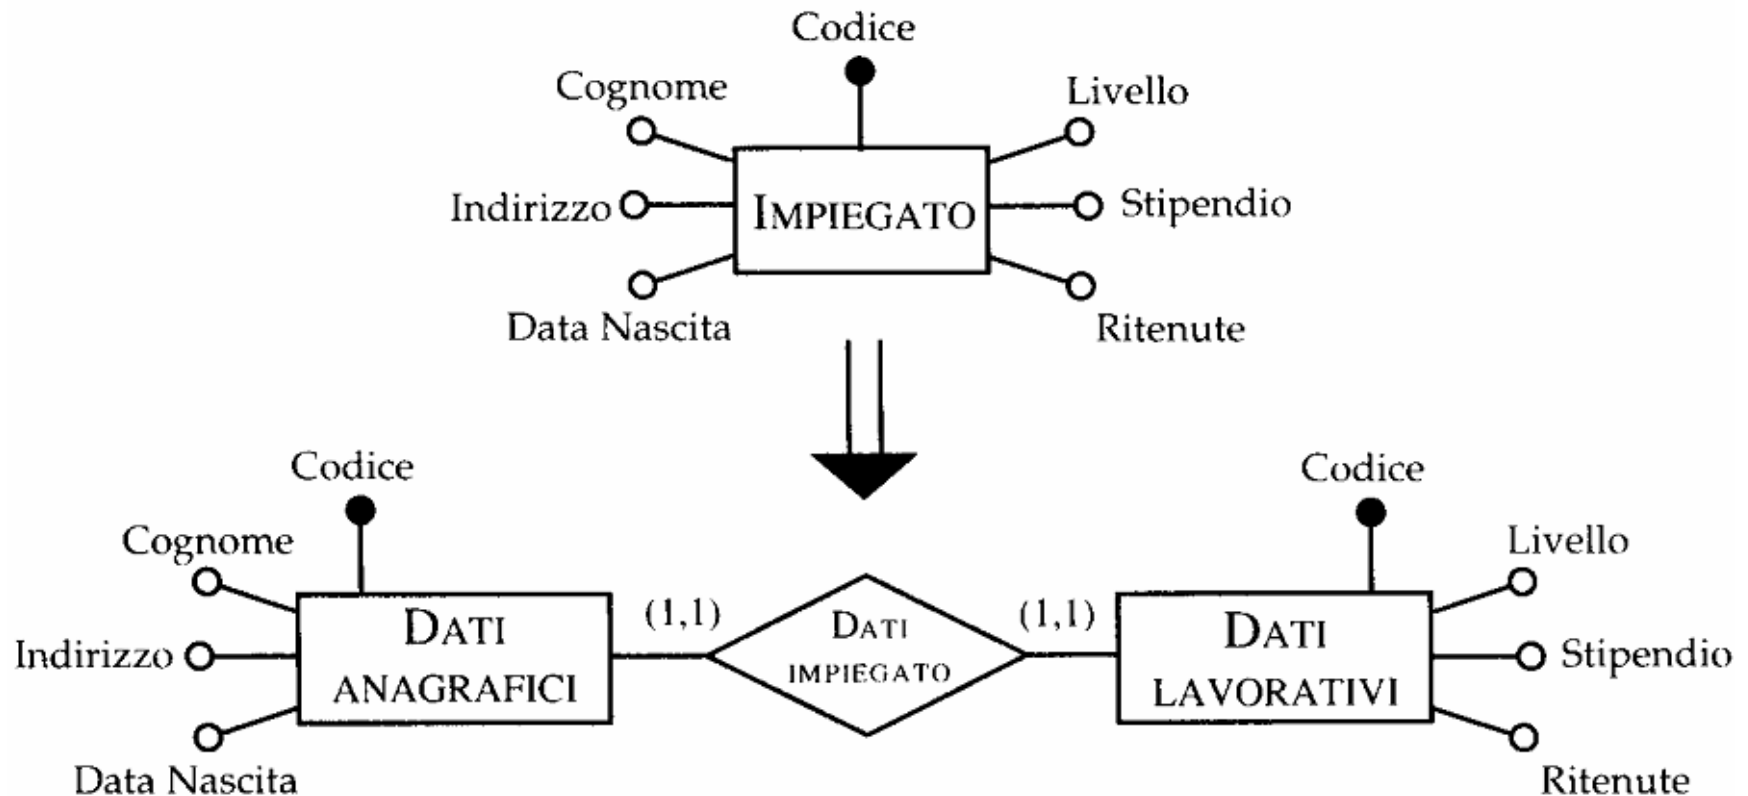 Codice
Cognome
Livello
Indirizzo
IMPIEGATO
Stipendio
Data Nascita
Ritenute
Codice
Codice
Cognome
Livello
DATI
ANAGRAFICI
(1,1)
DATI
IMPIEGATO
(1,1)
DATI
LAVORATIVI
Indirizzo
Stipendio
Data Nascita
Ritenute